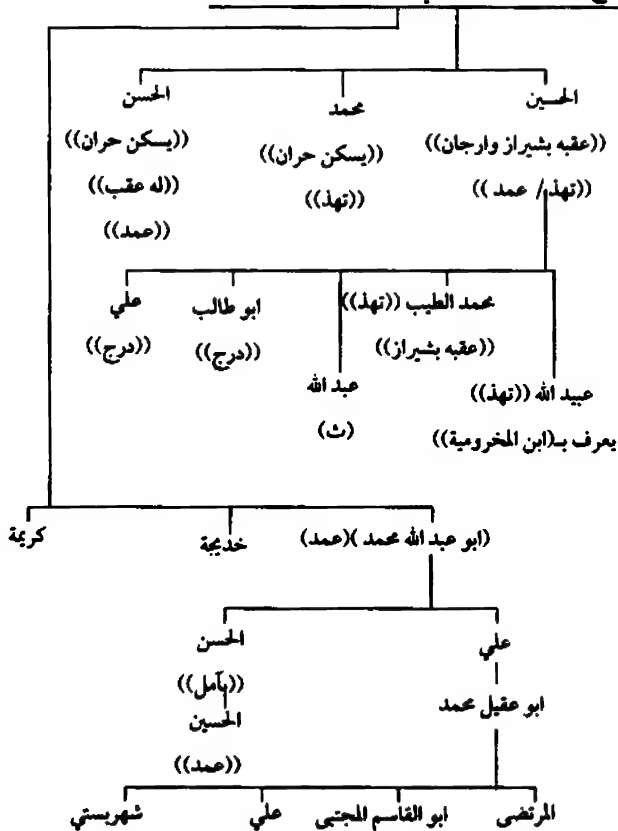 الحسين
((عقبه بشيراز وارجان))
((تهذ/ عمد ))
محمد
((يسكن حران))
((تهذ))
الحسن
((يسكن حران))
((له عقب))
((عمد))
عبيد الله ((تهذ))
يعرف بـ(ابن المخرومية))
محمد الطيب ((تهذ))
((عقبه بشيراز))
عبد الله
(ث)
ابو طالب
((درج))
علي
((درج))
(ابو عبد الله محمد )(عمد)
خديجة
كريمة
علي
ابو عقيل محمد
الحسن
((بآمل))
الحسين
((عمد))
المرتضى
ابو القاسم المجتبى
علي
شهربستي